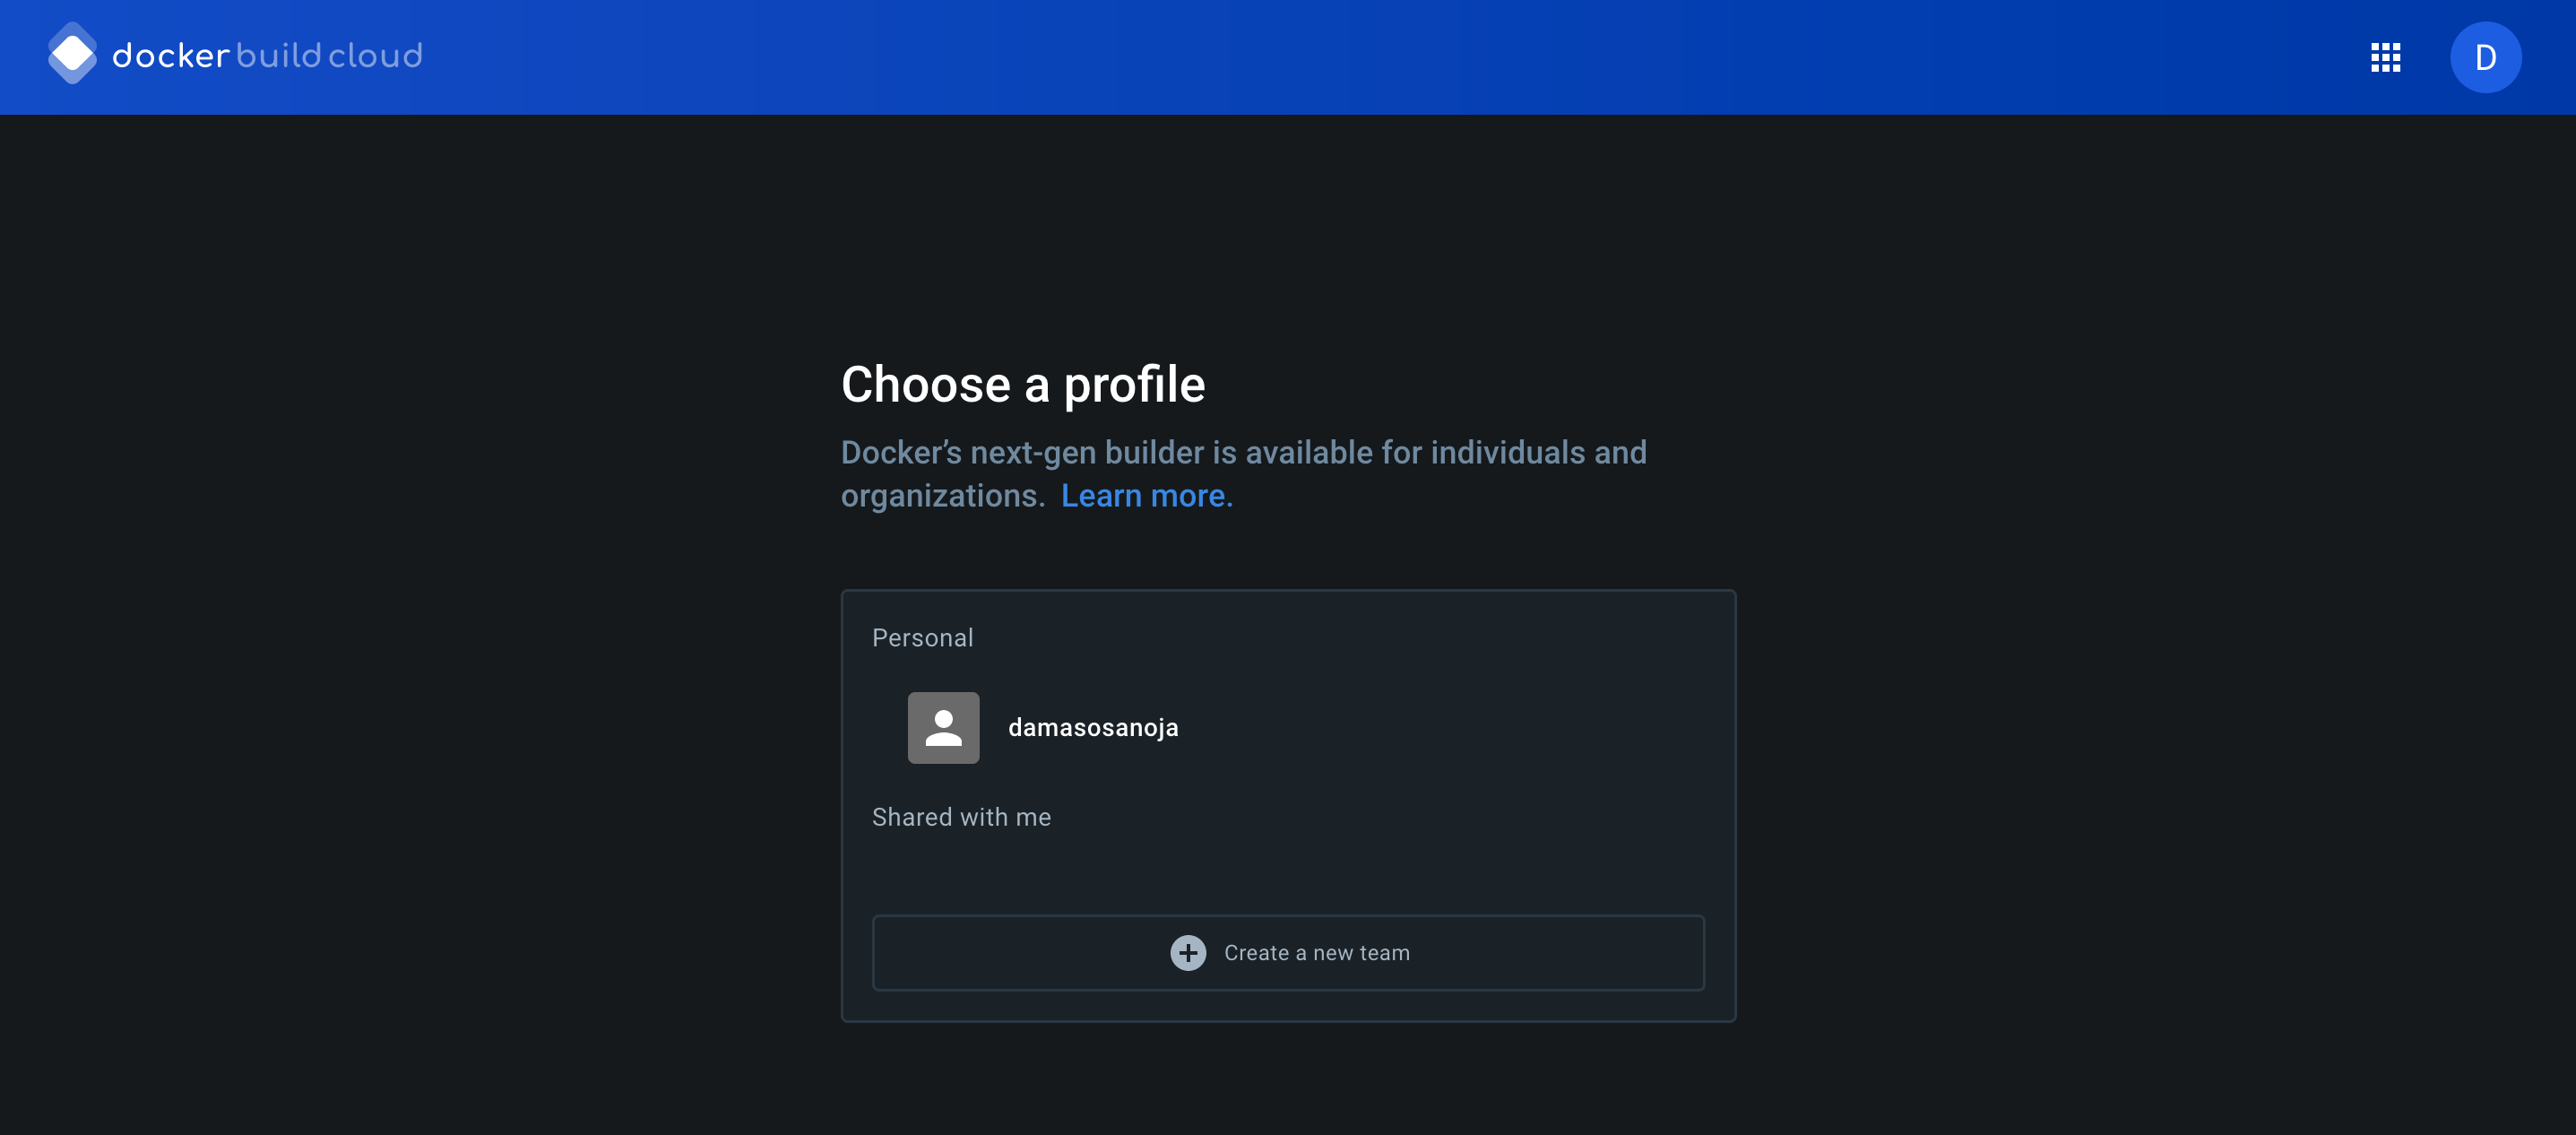 docker build cloud
D
Choose a profile
Docker’s next-gen builder is available for individuals and
organizations. Learn more.
Personal
damasosanoja
Shared with me
Create a new team